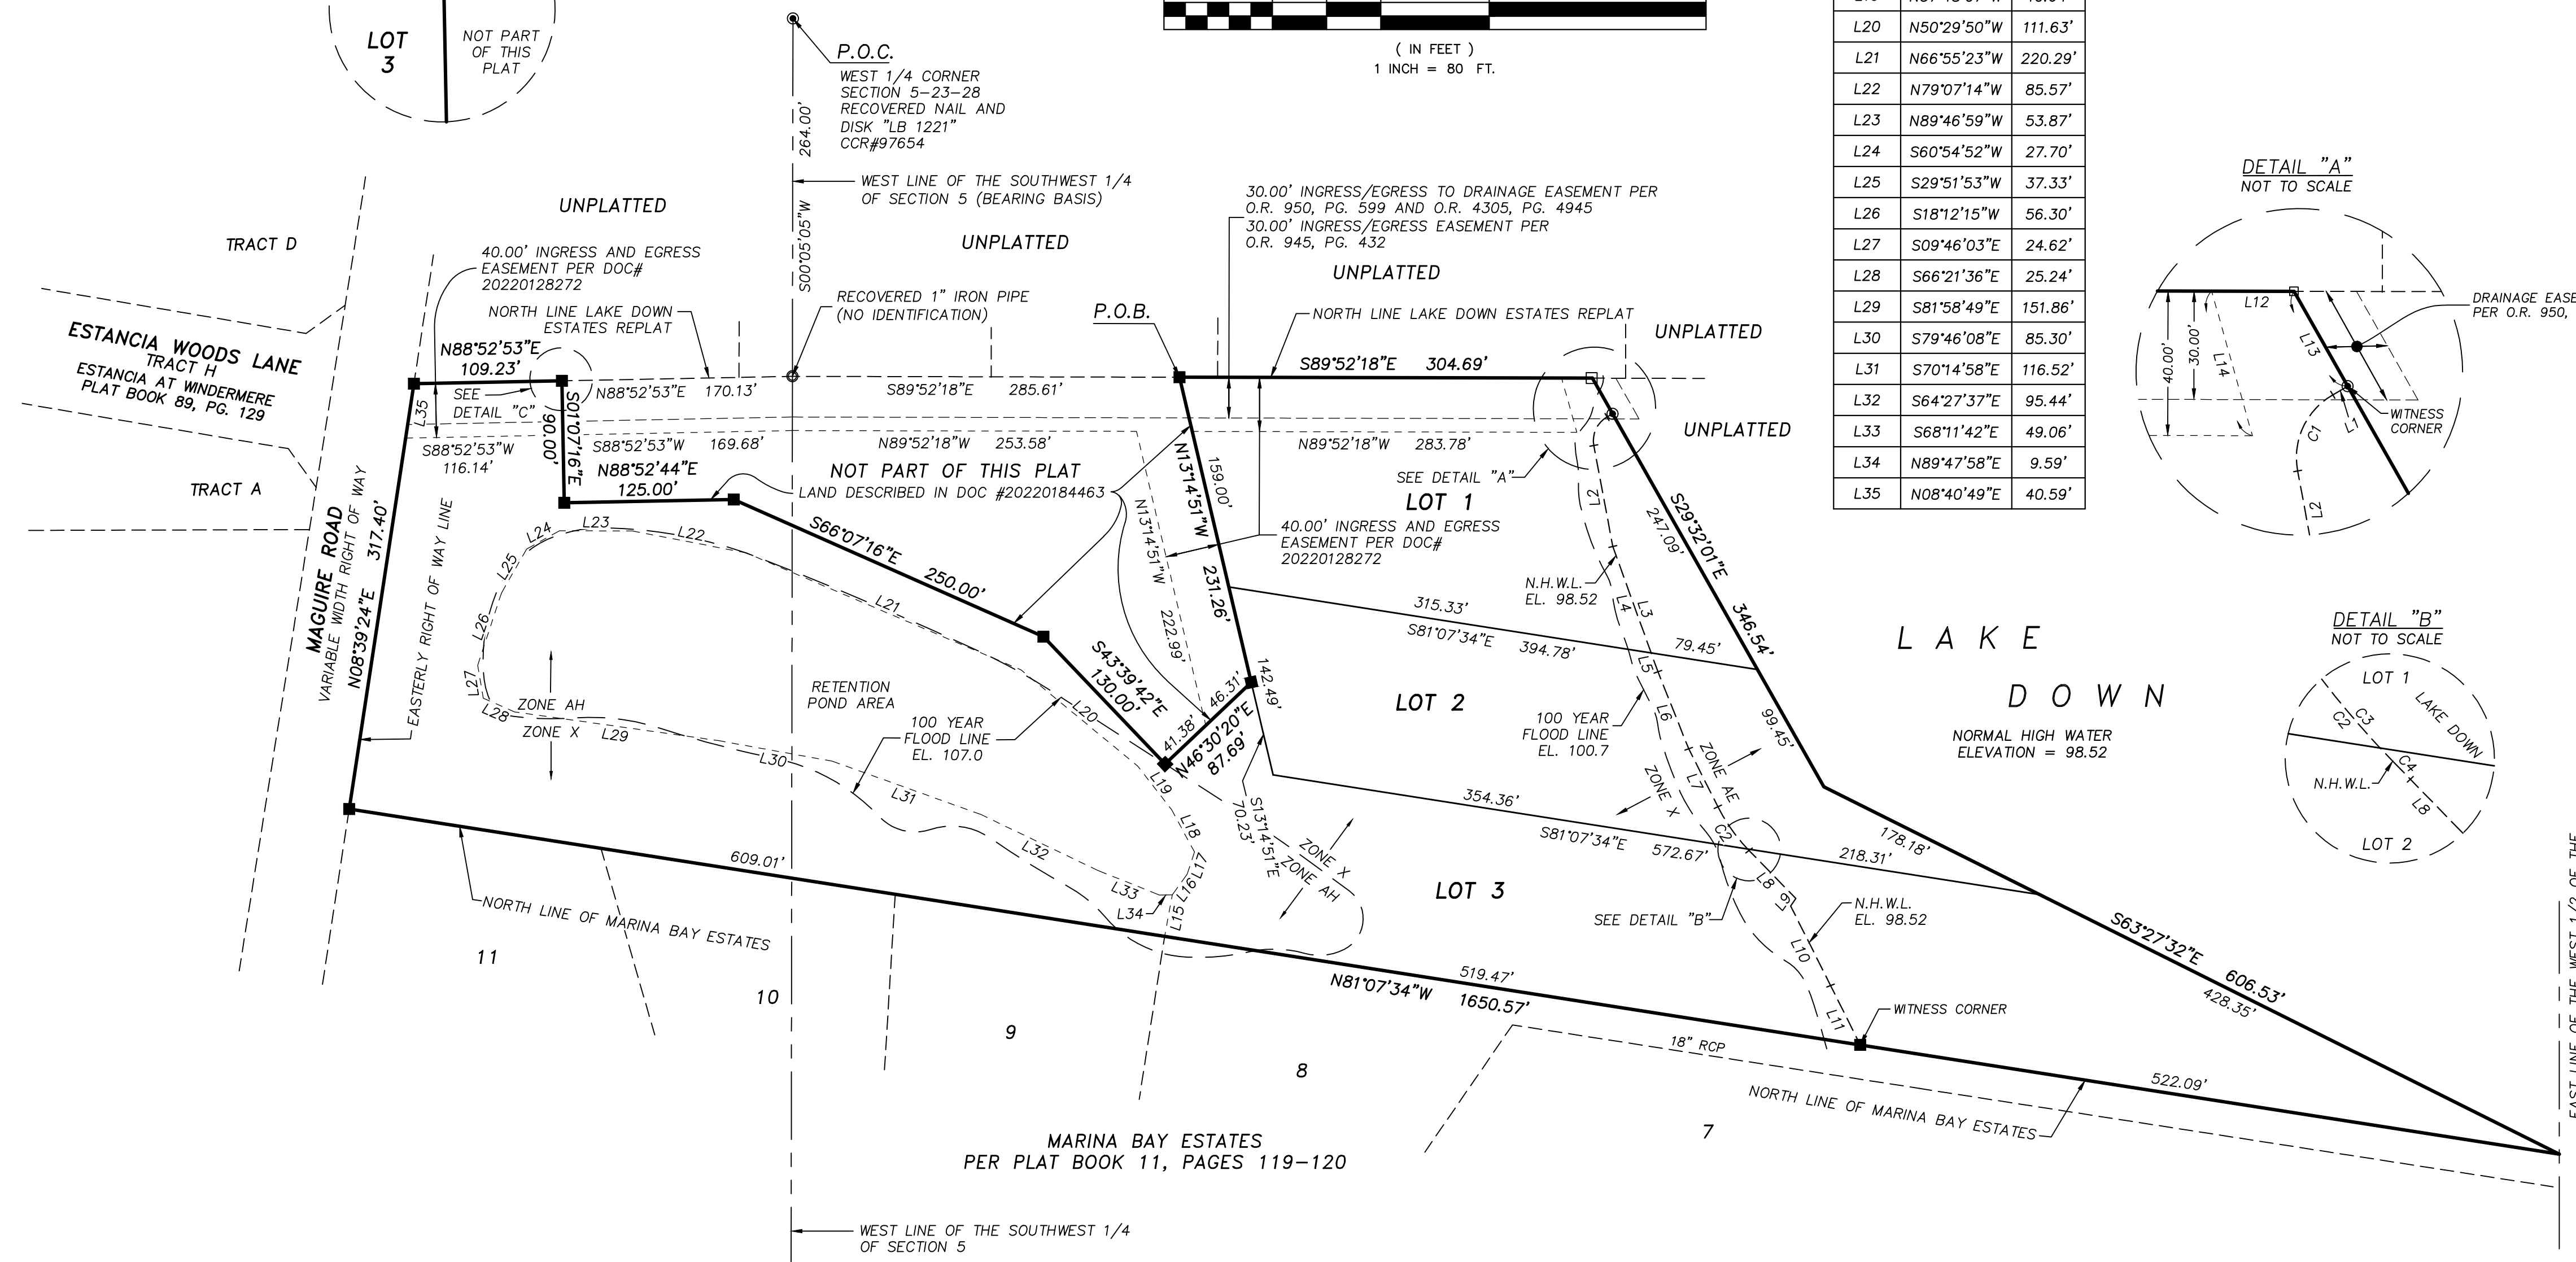 LOT
3
NOT PART
OF THIS
PLAT
P.O.C.
WEST 1/4 CORNER
SECTION 5-23-28
RECOVERED NAIL AND
DISK "LB 1221"
CCR#97654
264.00'
S00°05'05"W
WEST LINE OF THE SOUTHWEST 1/4
OF SECTION 5 (BEARING BASIS)
( IN FEET )
1 INCH = 80 FT.
L20 N50°29'50"W 111.63'
L21 N66°55'23"W 220.29'
L22 N79°07'14"W 85.57'
L23 N89°46'59"W 53.87'
L24 S60°54'52"W 27.70'
L25 S29°51'53"W 37.33'
L26 S18°12'15"W 56.30'
L27 S09°46'03"E 24.62'
L28 S66°21'36"E 25.24'
L29 S81°58'49"E 151.86'
L30 S79°46'08"E 85.30'
L31 S70°14'58"E 116.52'
L32 S64°27'37"E 95.44'
L33 S68°11'42"E 49.06'
L34 N89°47'58"E 9.59'
L35 N08°40'49"E 40.59'
DETAIL "A"
NOT TO SCALE
L12
L13
L14
40.00'
30.00'
C1
L1
L2
WITNESS
CORNER
DRAINAGE EASE
PER O.R. 950,
UNPLATTED
TRACT D
40.00' INGRESS AND EGRESS
EASEMENT PER DOC#
20220128272
NORTH LINE LAKE DOWN
ESTATES REPLAT
ESTANCIA WOODS LANE
TRACT H
ESTANCIA AT WINDERMERE
PLAT BOOK 89, PG. 129
TRACT A
RECOVERED 1" IRON PIPE
(NO IDENTIFICATION)
UNPLATTED
P.O.B.
30.00' INGRESS/EGRESS TO DRAINAGE EASEMENT PER
O.R. 950, PG. 599 AND O.R. 4305, PG. 4945
30.00' INGRESS/EGRESS EASEMENT PER
O.R. 945, PG. 432
UNPLATTED
NORTH LINE LAKE DOWN ESTATES REPLAT
UNPLATTED
UNPLATTED
N88°52'53"E
109.23'
SEE
DETAIL "C"
L35
S01°07'16"E
90.00'
N88°52'53"E 170.13'
S89°52'18"E 285.61'
S89°52'18"E 304.69'
S88°52'53"W
116.14'
S88°52'53"W 169.68'
N89°52'18"W 253.58'
N89°52'18"W 283.78'
N88°52'44"E
125.00'
NOT PART OF THIS PLAT
LAND DESCRIBED IN DOC #20220184463
SEE DETAIL "A"
LOT 1
40.00' INGRESS AND EGRESS
EASEMENT PER DOC#
20220128272
N13°14'51"W
159.00'
231.26'
N13°14'51"W
222.99'
142.49'
MAGUIRE ROAD
VARIABLE WIDTH RIGHT OF WAY
N08°39'24"E 317.40'
EASTERLY RIGHT OF WAY LINE
L24
L23
L22
L25
L26
L27
L28
L21
L20
S66°07'16"E
250.00'
S43°39'42"E
130.00'
41.38'
46.31'
N46°30'20"E
87.69'
ZONE AH
ZONE X
L29
L30
L31
L32
L33
L34
L15
L16
L17
L18
L19
RETENTION
POND AREA
100 YEAR
FLOOD LINE
EL. 107.0
S13°14'51"E
70.23'
ZONE X
ZONE AH
L2
N.H.W.L.
EL. 98.52
L3
L4
L5
L6
L7
S29°32'01"E
247.09'
346.54'
99.45'
315.33'
S81°07'34"E 394.78'
79.45'
LOT 2
100 YEAR
FLOOD LINE
EL. 100.7
ZONE AE
ZONE X
C2
354.36'
S81°07'34"E 572.67'
218.31'
178.18'
LOT 3
L8
L9
L10
L11
SEE DETAIL "B"
N.H.W.L.
EL. 98.52
LAKE
DOWN
NORMAL HIGH WATER
ELEVATION = 98.52
DETAIL "B"
NOT TO SCALE
LOT 1
LAKE DOWN
C2
C3
C4
L8
N.H.W.L.
LOT 2
S63°27'32"E 606.53'
428.35'
609.01'
NORTH LINE OF MARINA BAY ESTATES
519.47'
N81°07'34"W 1650.57'
WITNESS CORNER
18" RCP
522.09'
NORTH LINE OF MARINA BAY ESTATES
11
10
9
8
7
MARINA BAY ESTATES
PER PLAT BOOK 11, PAGES 119-120
WEST LINE OF THE SOUTHWEST 1/4
OF SECTION 5
EAST LINE OF THE WEST 1/2 OF THE